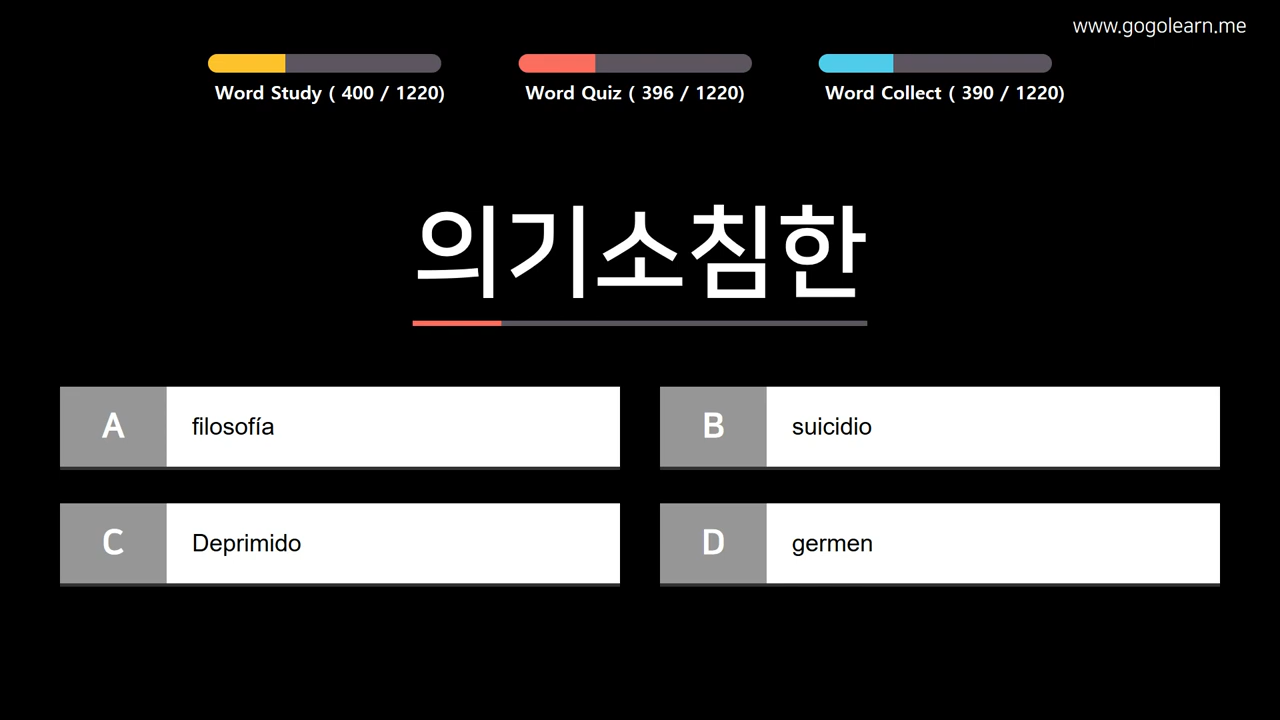 www.gogolearn.me
Word Study ( 400 / 1220)
Word Quiz ( 396 / 1220)
Word Collect ( 390 / 1220)
의기소침한
A
filosofía
B
suicidio
C
Deprimido
D
germen